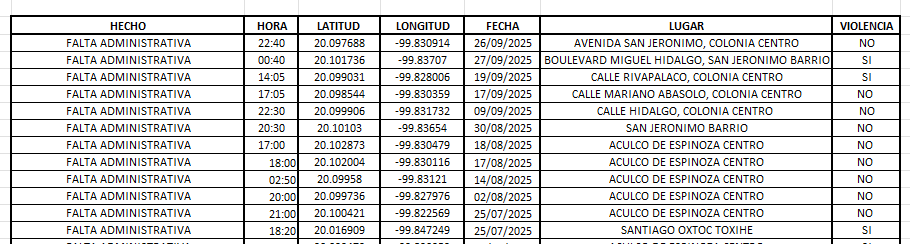 HECHO HORA LATITUD LONGITUD FECHA LUGAR VIOLENCIA
FALTA ADMINISTRATIVA 22:40 20.097688 -99.830914 26/09/2025 AVENIDA SAN JERONIMO, COLONIA CENTRO NO
FALTA ADMINISTRATIVA 00:40 20.101736 -99.83707 27/09/2025 BOULEVARD MIGUEL HIDALGO, SAN JERONIMO BARRIO SI
FALTA ADMINISTRATIVA 14:05 20.099031 -99.828006 19/09/2025 CALLE RIVAPALACO, COLONIA CENTRO SI
FALTA ADMINISTRATIVA 17:05 20.098544 -99.830359 17/09/2025 CALLE MARIANO ABASOLO, COLONIA CENTRO NO
FALTA ADMINISTRATIVA 22:30 20.099906 -99.831732 09/09/2025 CALLE HIDALGO, COLONIA CENTRO NO
FALTA ADMINISTRATIVA 20:30 20.10103 -99.83654 30/08/2025 SAN JERONIMO BARRIO NO
FALTA ADMINISTRATIVA 17:00 20.102873 -99.830479 18/08/2025 ACULCO DE ESPINOZA CENTRO NO
FALTA ADMINISTRATIVA 18:00 20.102004 -99.830116 17/08/2025 ACULCO DE ESPINOZA CENTRO NO
FALTA ADMINISTRATIVA 02:50 20.09958 -99.83121 14/08/2025 ACULCO DE ESPINOZA CENTRO NO
FALTA ADMINISTRATIVA 20:00 20.099736 -99.827976 02/08/2025 ACULCO DE ESPINOZA CENTRO NO
FALTA ADMINISTRATIVA 21:00 20.100421 -99.822569 25/07/2025 ACULCO DE ESPINOZA CENTRO NO
FALTA ADMINISTRATIVA 18:20 20.016909 -99.847249 25/07/2025 SANTIAGO OXTOC TOXIHE SI